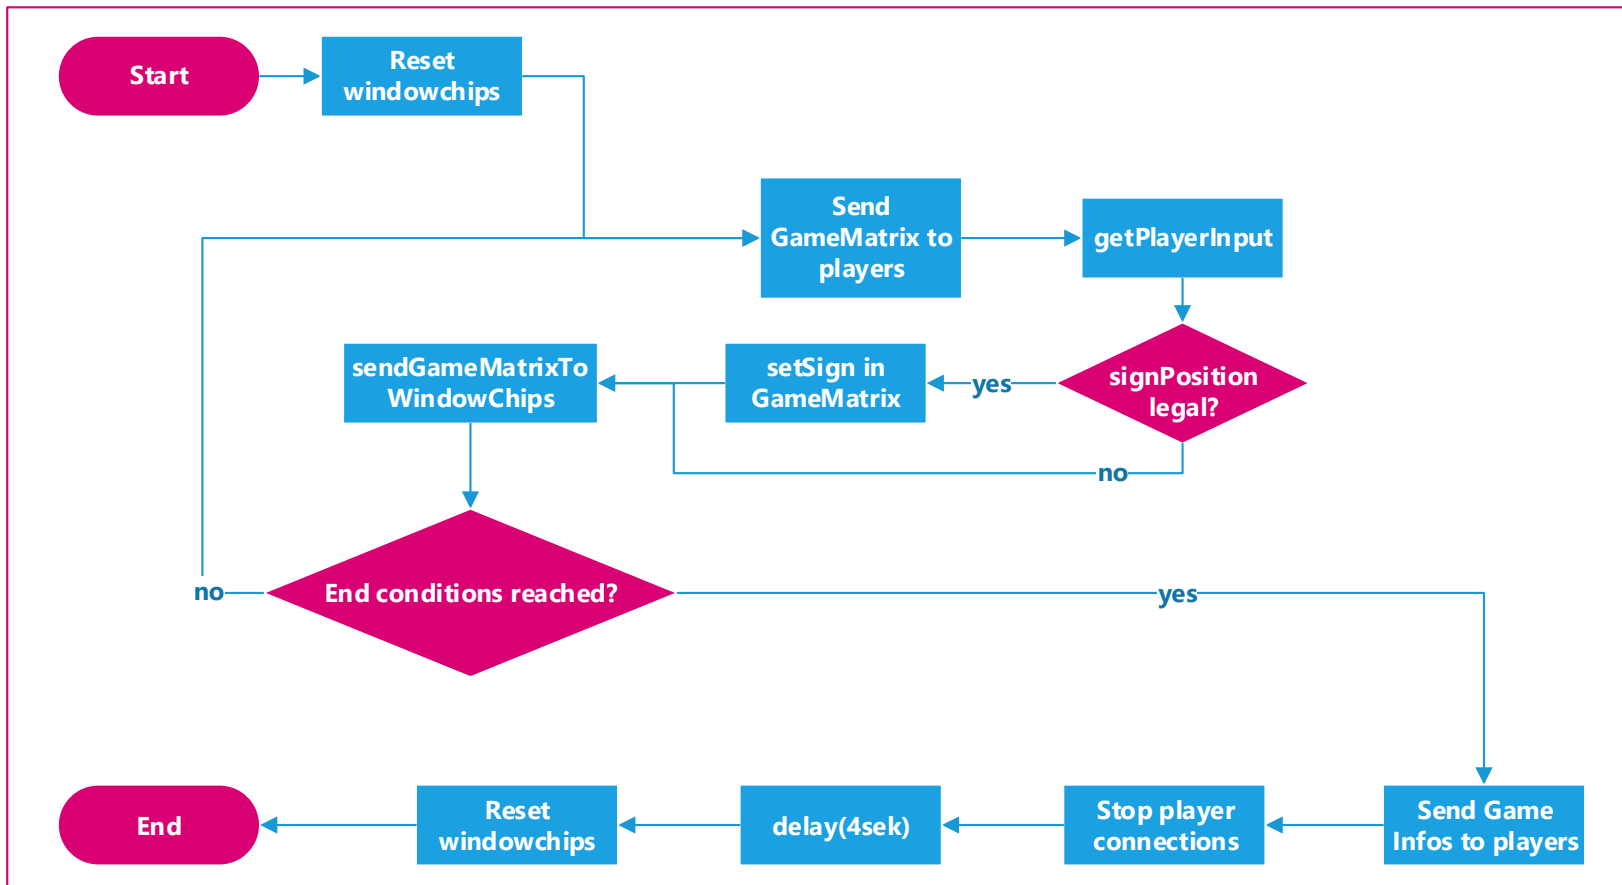 Start
Reset
windowchips
Send
GameMatrix to
players
getPlayerInput
signPosition
legal?
yes
no
setSign in
GameMatrix
sendGameMatrixTo
WindowChips
End conditions reached?
no
yes
Send Game
Infos to players
Stop player
connections
delay(4sek)
Reset
windowchips
End